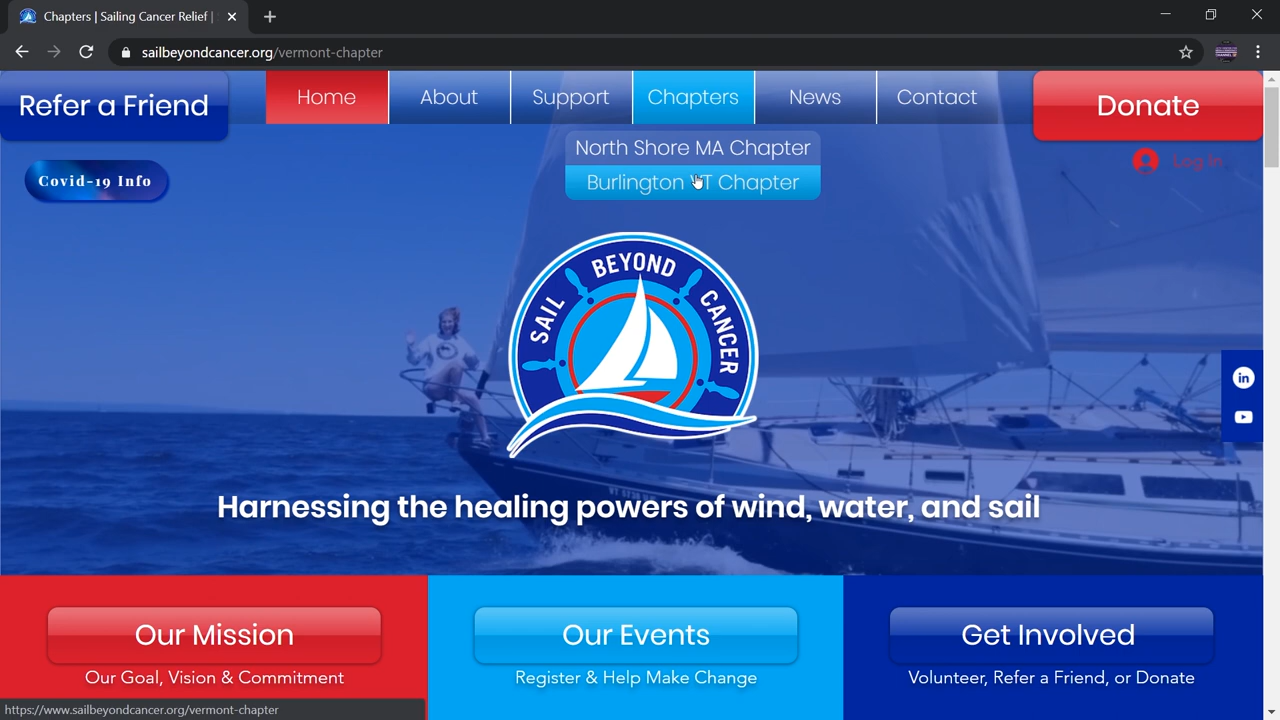 Chapters | Sailing Cancer Relief |
sailbeyondcancer.org/vermont-chapter
Refer a Friend
Home
About
Support
Chapters
News
Contact
Donate
North Shore MA Chapter
Burlington VT Chapter
Log In
Covid-19 Info
SAIL BEYOND CANCER
in
Harnessing the healing powers of wind, water, and sail
Our Mission
Our Events
Get Involved
Our Goal, Vision & Commitment
Register & Help Make Change
Volunteer, Refer a Friend, or Donate
https://www.sailbeyondcancer.org/vermont-chapter